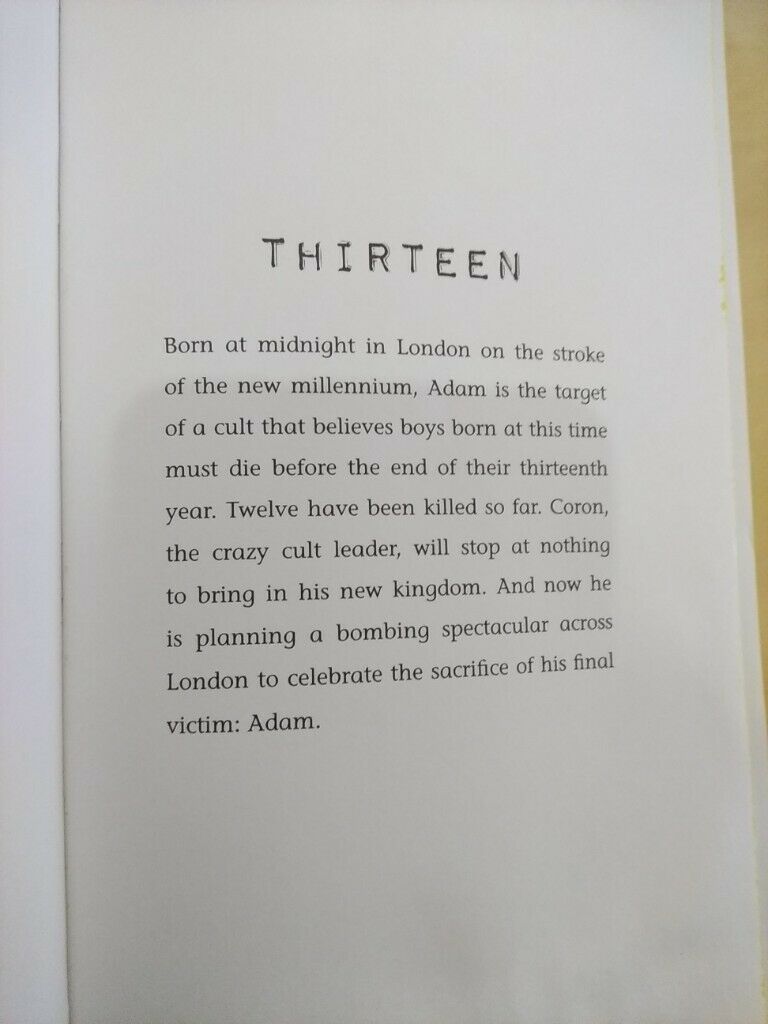 THIRTEEN
Born at midnight in London on the stroke
of the new millennium, Adam is the target
of a cult that believes boys born at this time
must die before the end of their thirteenth
year. Twelve have been killed so far. Coron,
the crazy cult leader, will stop at nothing
to bring in his new kingdom. And now he
is planning a bombing spectacular across
London to celebrate the sacrifice of his final
victim: Adam.